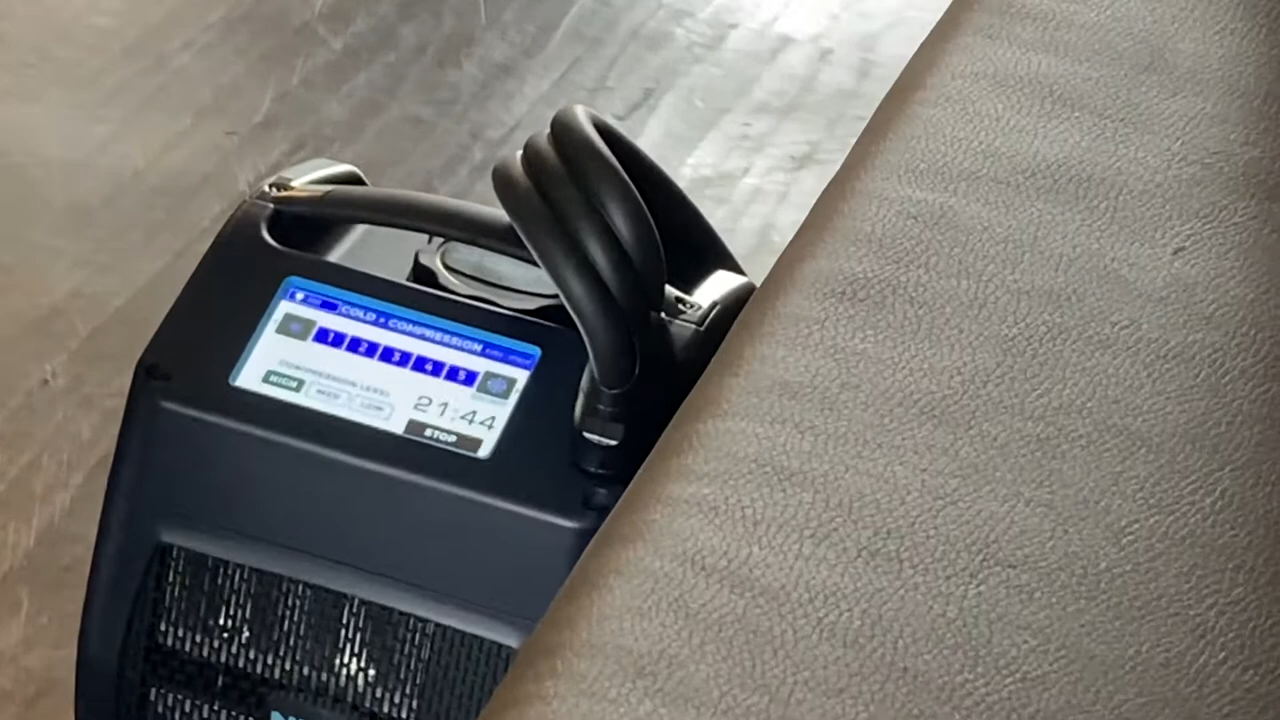 COLD + COMPRESSION
1 2 3 4 5
COMPRESSION LEVEL
HIGH MED LOW
21:44
STOP